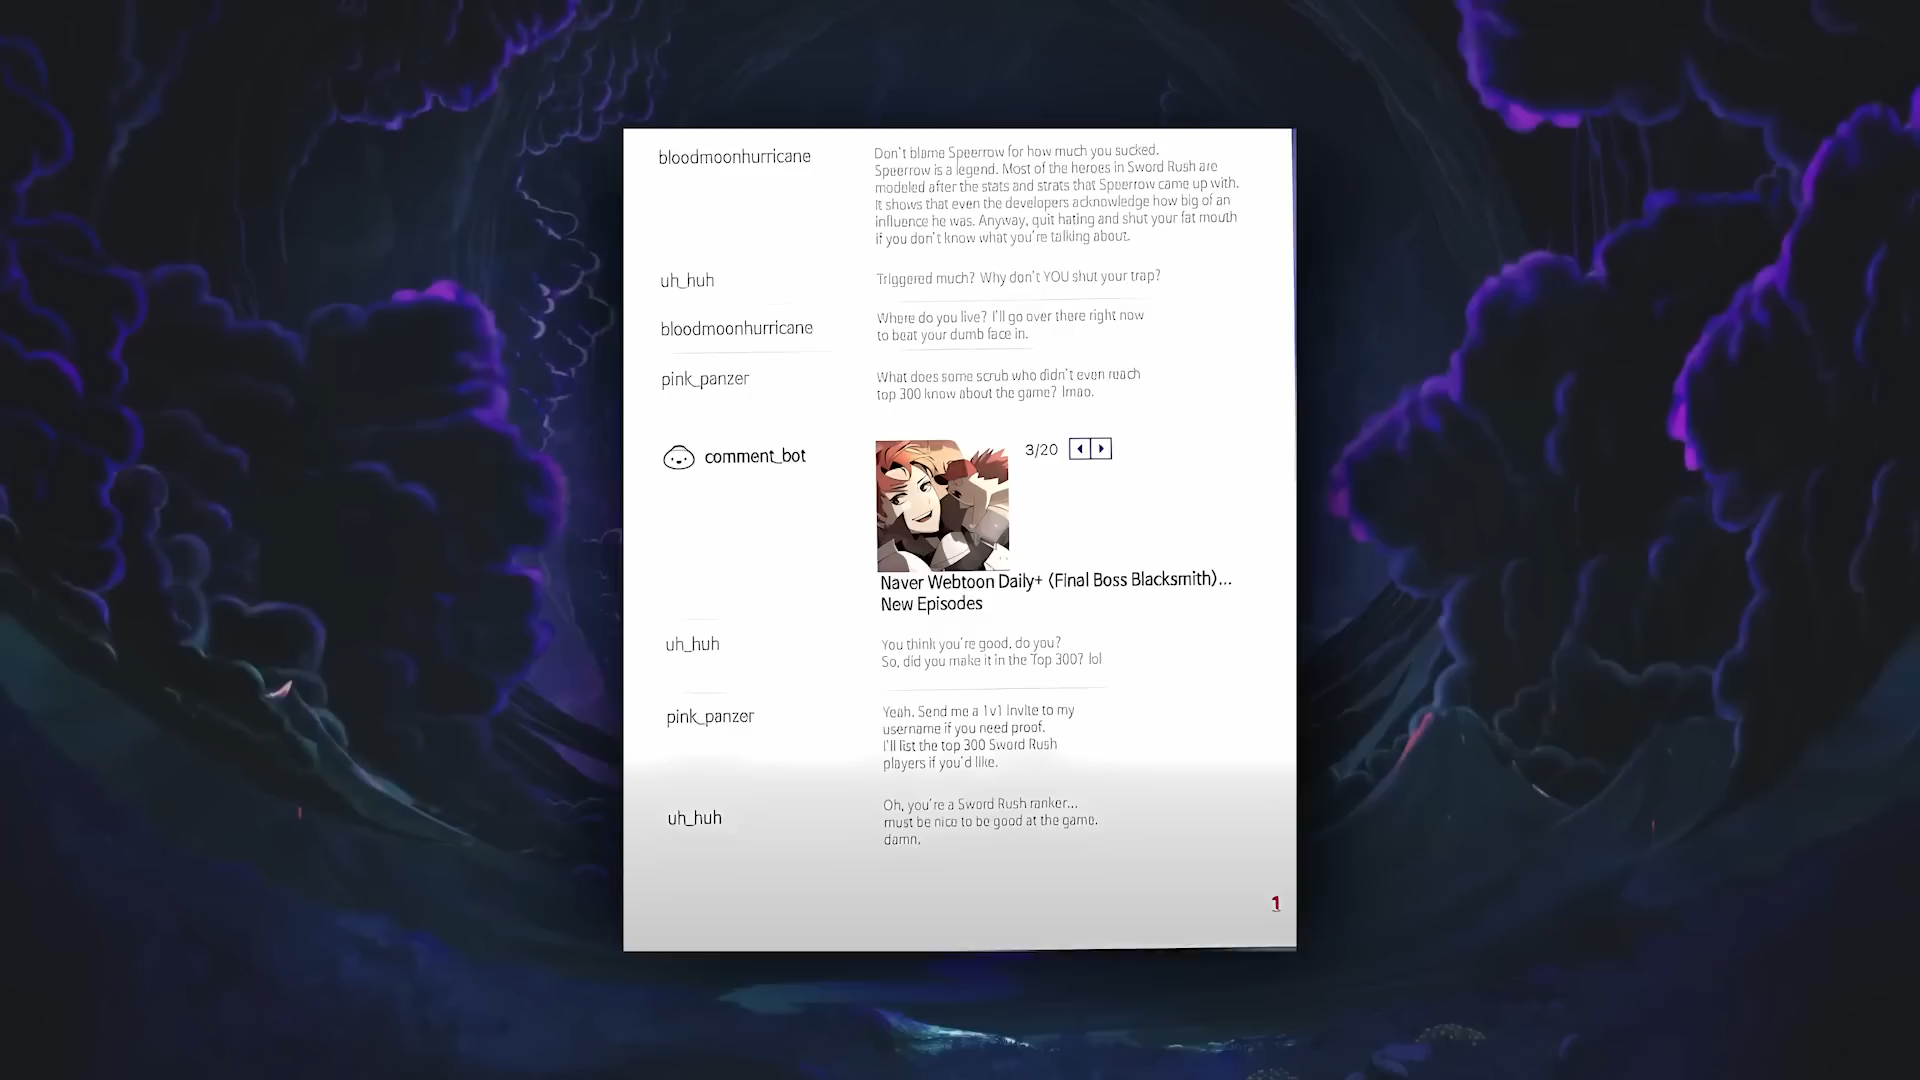 bloodmoonhurricane
Don't blame Speerrow for how much you sucked.
Speerrow is a legend. Most of the heroes in Sword Rush are
modeled after the stats and strats that Speerrow came up with.
It shows that even the developers acknowledge how big of an
influence he was. Anyway, quit hating and shut your fat mouth
if you don't know what you're talking about.
uh_huh
Triggered much? Why don't YOU shut your trap?
bloodmoonhurricane
Where do you live? I'll go over there right now
to beat your dumb face in.
pink_panzer
What does some scrub who didn't even reach
top 300 know about the game? lmao.
comment_bot
3/20
Naver Webtoon Daily+ (Final Boss Blacksmith)...
New Episodes
uh_huh
You think you're good, do you?
So, did you make it in the Top 300? lol
pink_panzer
Yeah. Send me a 1v1 invite to my
username if you need proof.
I'll list the top 300 Sword Rush
players if you'd like.
uh_huh
Oh, you're a Sword Rush ranker...
must be nice to be good at the game.
damn.
1